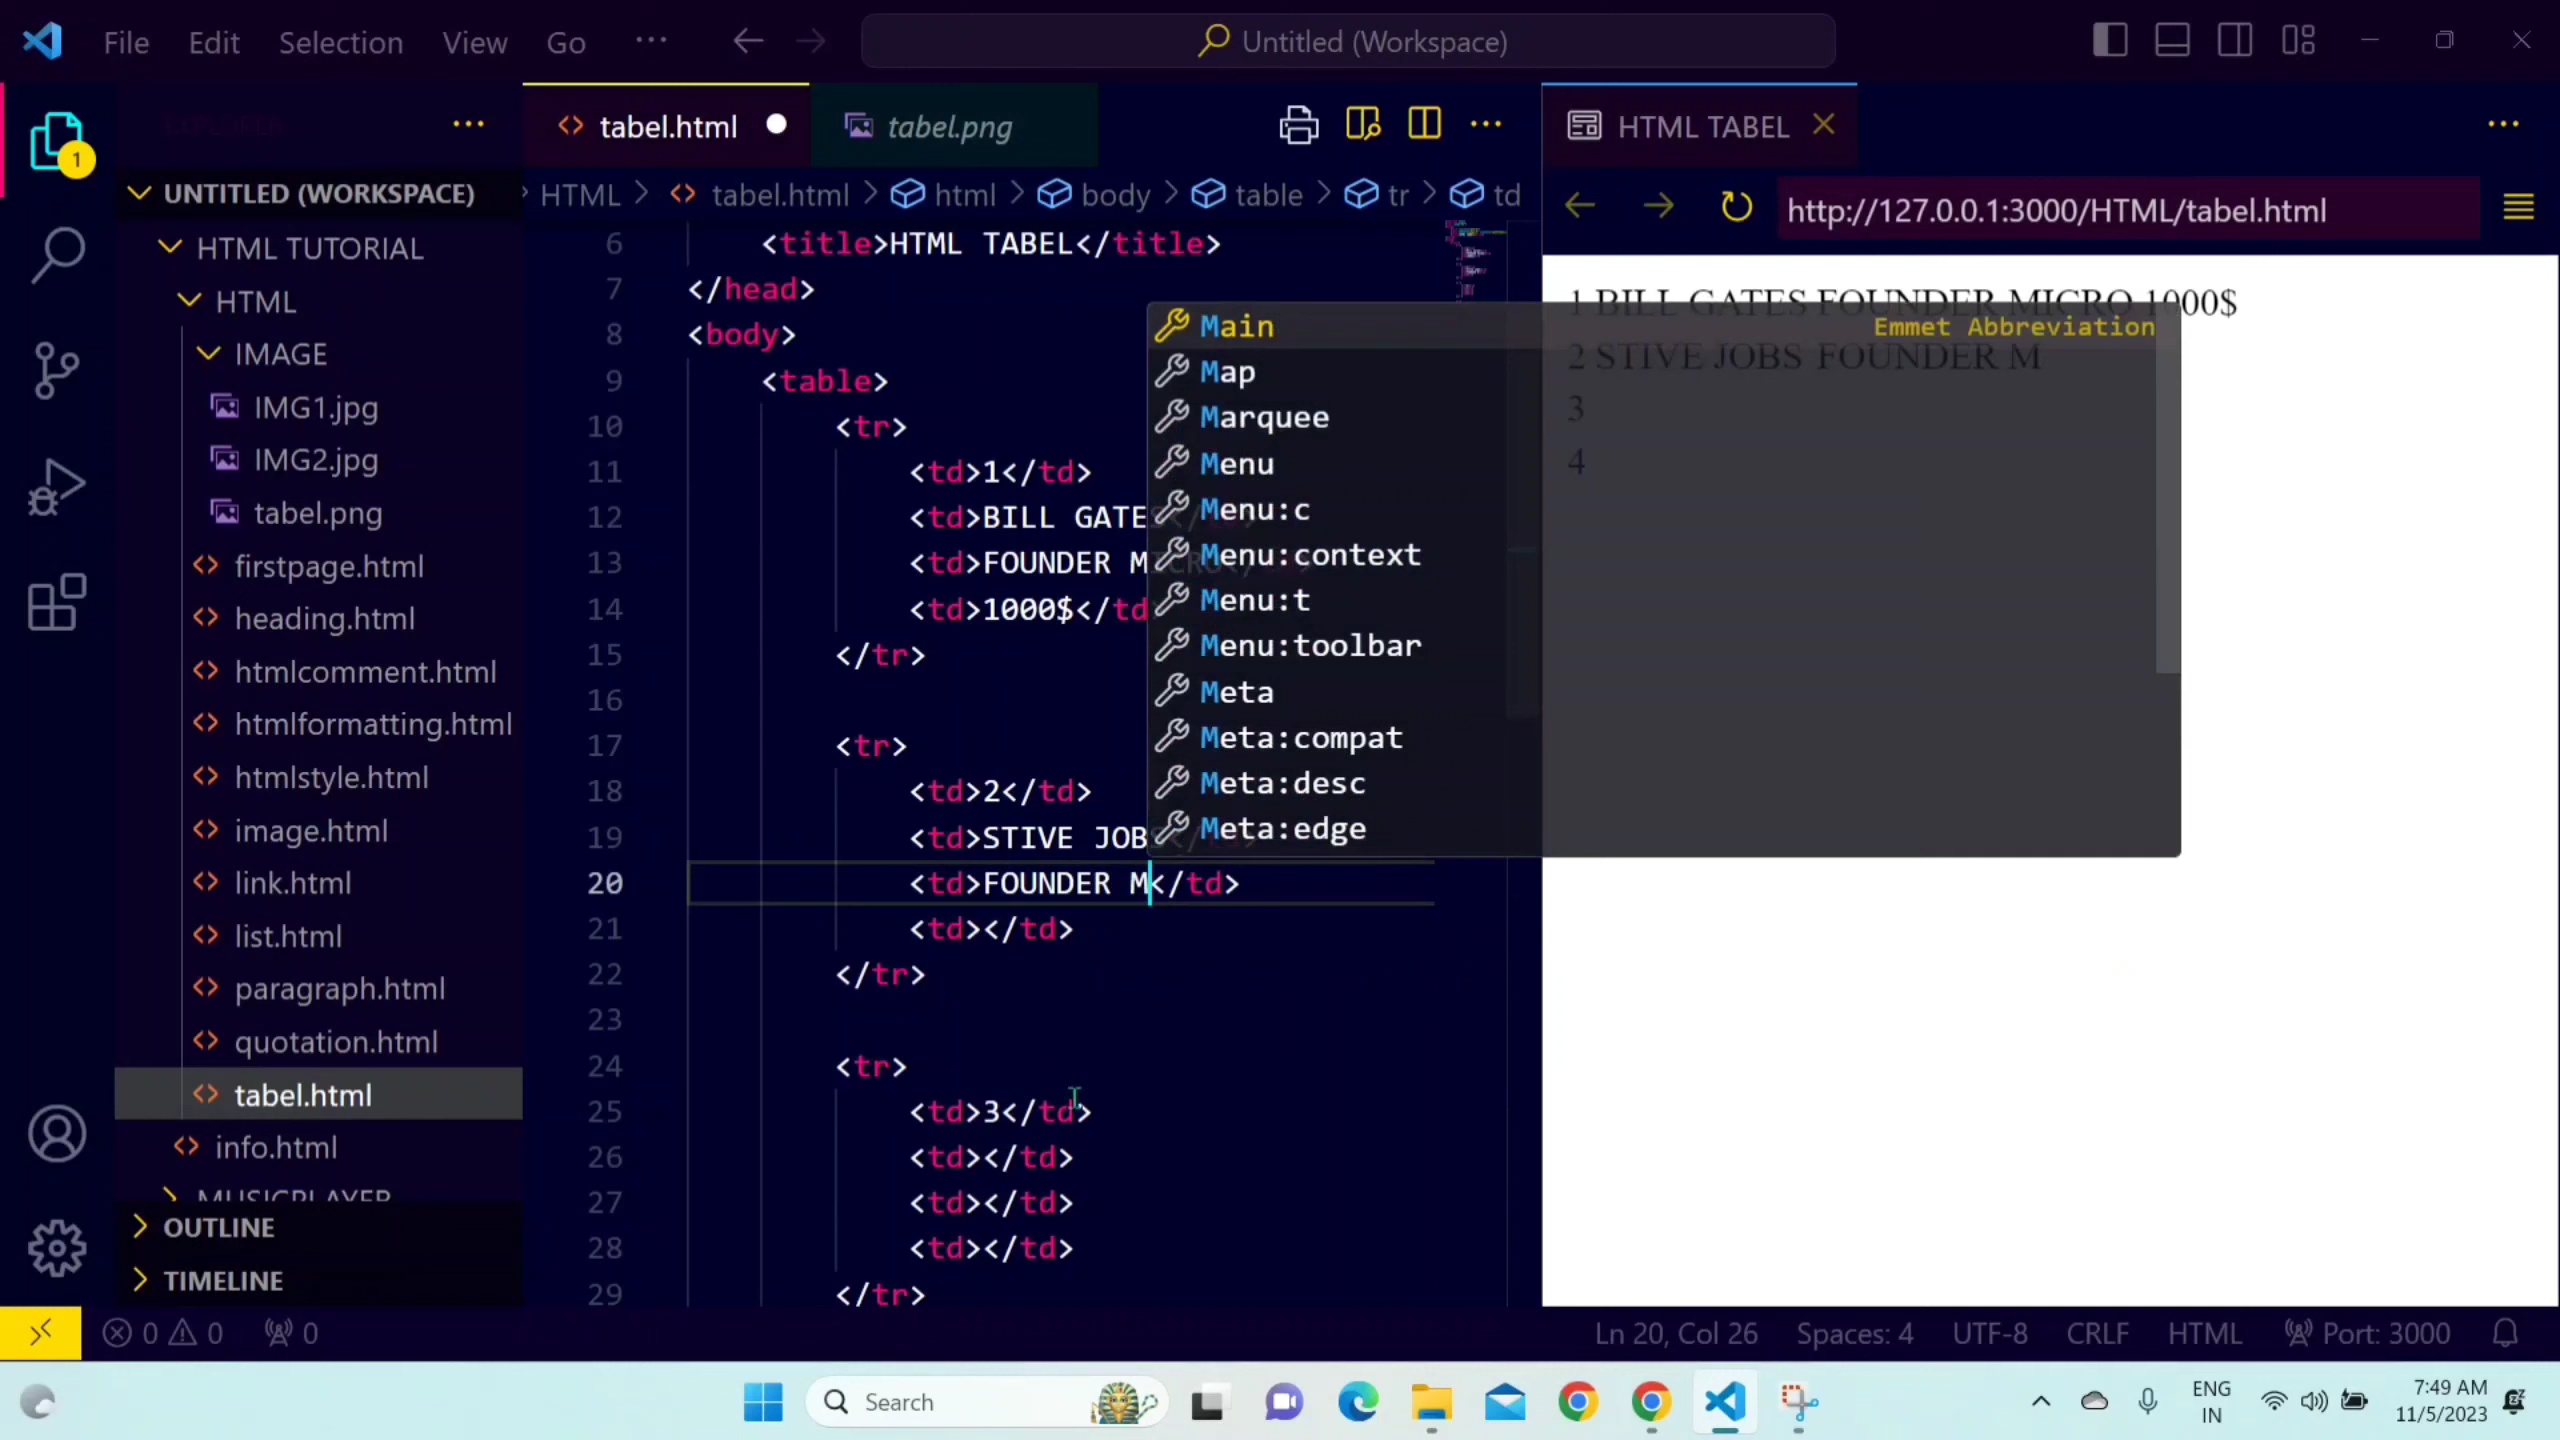 File Edit Selection View Go ··· Untitled (Workspace)
EXPLORER
1
tabel.html tabel.png HTML TABEL
UNTITLED (WORKSPACE)
HTML > tabel.html > html > body > table > tr > td
http://127.0.0.1:3000/HTML/tabel.html
HTML TUTORIAL
HTML
IMAGE
IMG1.jpg
IMG2.jpg
tabel.png
firstpage.html
heading.html
htmlcomment.html
htmlformatting.html
htmlstyle.html
image.html
link.html
list.html
paragraph.html
quotation.html
tabel.html
info.html
MUSICPLAYER
OUTLINE
TIMELINE
6 <title>HTML TABEL</title>
7 </head>
8 <body>
9 <table>
10 <tr>
11 <td>1</td>
12 <td>BILL GATES</td>
13 <td>FOUNDER MICRO</td>
14 <td>1000$</td>
15 </tr>
16
17 <tr>
18 <td>2</td>
19 <td>STIVE JOBS</td>
20 <td>FOUNDER M</td>
21 <td></td>
22 </tr>
23
24 <tr>
25 <td>3</td>
26 <td></td>
27 <td></td>
28 <td></td>
29 </tr>
Main Emmet Abbreviation
Map
Marquee
Menu
Menu:c
Menu:context
Menu:t
Menu:toolbar
Meta
Meta:compat
Meta:desc
Meta:edge
1 BILL GATES FOUNDER MICRO 1000$
2 STIVE JOBS FOUNDER M
3
4
0 0 0 Ln 20, Col 26 Spaces: 4 UTF-8 CRLF HTML Port: 3000
Search
ENG
IN
7:49 AM
11/5/2023